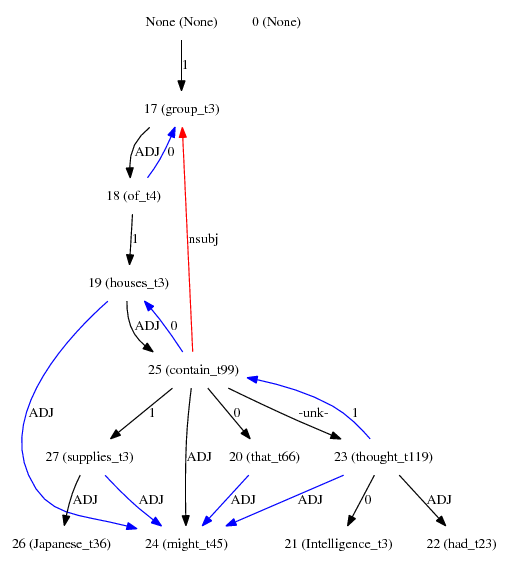 None (None) 0 (None)
1
17 (group_t3)
ADJ 0
18 (of_t4)
1 nsubj
19 (houses_t3)
ADJ 0
25 (contain_t99)
ADJ 1 0 -unk- 1
27 (supplies_t3) ADJ 20 (that_t66) 23 (thought_t119)
ADJ ADJ ADJ ADJ 0 ADJ
26 (Japanese_t36) 24 (might_t45) 21 (Intelligence_t3) 22 (had_t23)